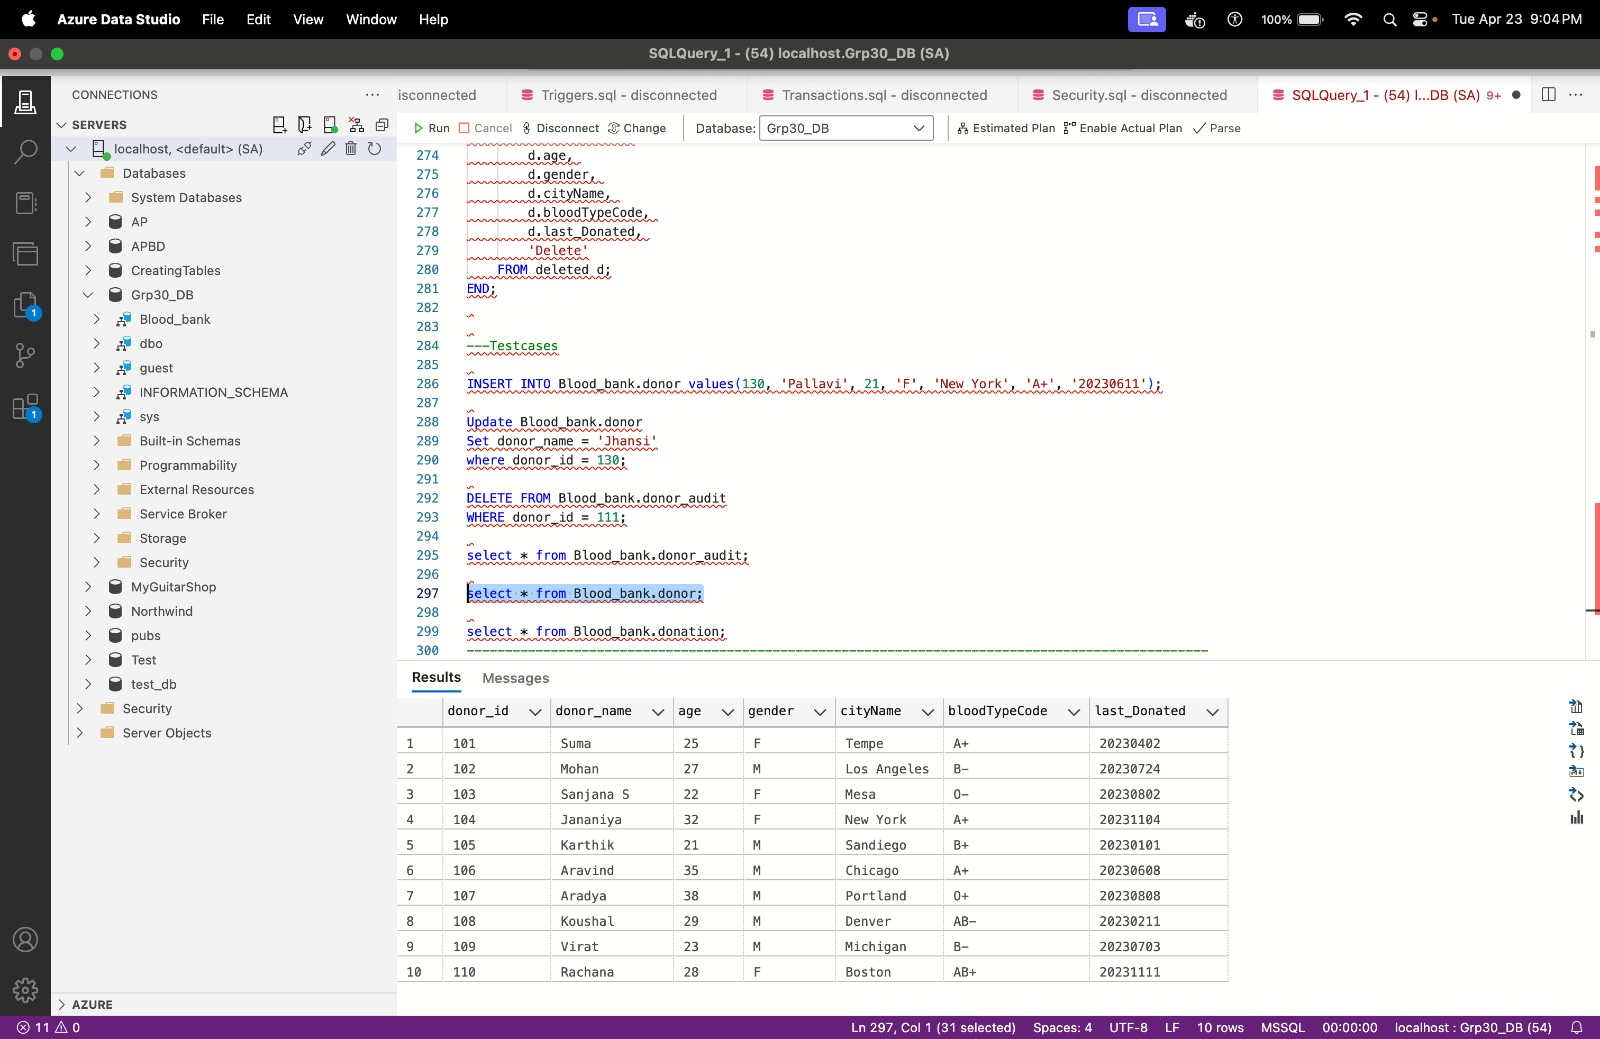 Azure Data Studio File Edit View Window Help 100% Tue Apr 23 9:04 PM
SQLQuery_1 - (54) localhost.Grp30_DB (SA)
CONNECTIONS
SERVERS
localhost, <default> (SA)
Databases
System Databases
AP
APBD
CreatingTables
Grp30_DB
Blood_bank
dbo
guest
INFORMATION_SCHEMA
sys
Built-in Schemas
Programmability
External Resources
Service Broker
Storage
Security
MyGuitarShop
Northwind
pubs
Test
test_db
Security
Server Objects
AZURE
1
1
isconnected Triggers.sql - disconnected Transactions.sql - disconnected Security.sql - disconnected SQLQuery_1 - (54) l...DB (SA) 9+
Run Cancel Disconnect Change Database: Grp30_DB Estimated Plan Enable Actual Plan Parse
274 d.age,
275 d.gender,
276 d.cityName,
277 d.bloodTypeCode,
278 d.last_Donated,
279 'Delete'
280 FROM deleted d;
281 END;
282
283
284 ---Testcases
285
286 INSERT INTO Blood_bank.donor values(130, 'Pallavi', 21, 'F', 'New York', 'A+', '20230611');
287
288 Update Blood_bank.donor
289 Set donor_name = 'Jhansi'
290 where donor_id = 130;
291
292 DELETE FROM Blood_bank.donor_audit
293 WHERE donor_id = 111;
294
295 select * from Blood_bank.donor_audit;
296
297 select * from Blood_bank.donor;
298
299 select * from Blood_bank.donation;
300 -------------------------------------------------------------------------------------------------
Results Messages
donor_id donor_name age gender cityName bloodTypeCode last_Donated
1 101 Suma 25 F Tempe A+ 20230402
2 102 Mohan 27 M Los Angeles B- 20230724
3 103 Sanjana S 22 F Mesa O- 20230802
4 104 Jananiya 32 F New York A+ 20231104
5 105 Karthik 21 M Sandiego B+ 20230101
6 106 Aravind 35 M Chicago A+ 20230608
7 107 Aradya 38 M Portland O+ 20230808
8 108 Koushal 29 M Denver AB- 20230211
9 109 Virat 23 M Michigan B- 20230703
10 110 Rachana 28 F Boston AB+ 20231111
11 0 Ln 297, Col 1 (31 selected) Spaces: 4 UTF-8 LF 10 rows MSSQL 00:00:00 localhost : Grp30_DB (54)